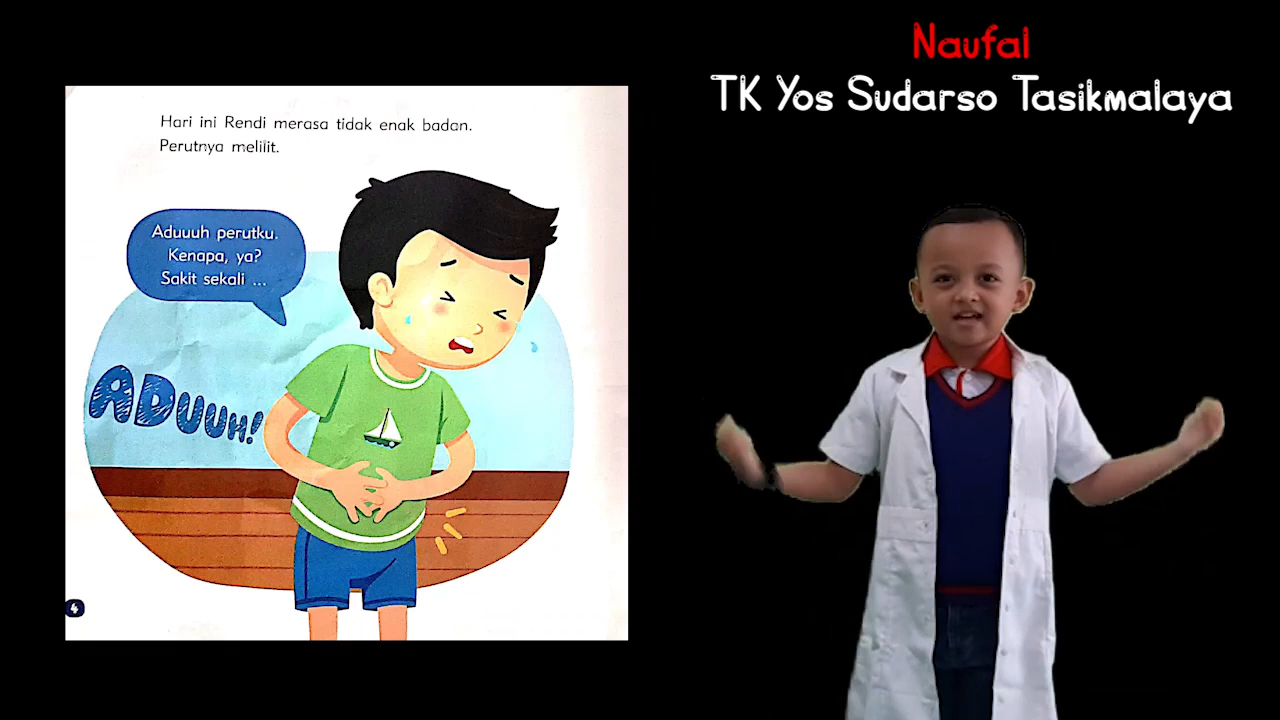 Naufal
TK Yos Sudarso Tasikmalaya
Hari ini Rendi merasa tidak enak badan.
Perutnya melilit.
Aduuuh perutku.
Kenapa, ya?
Sakit sekali ...
ADUUH!
4